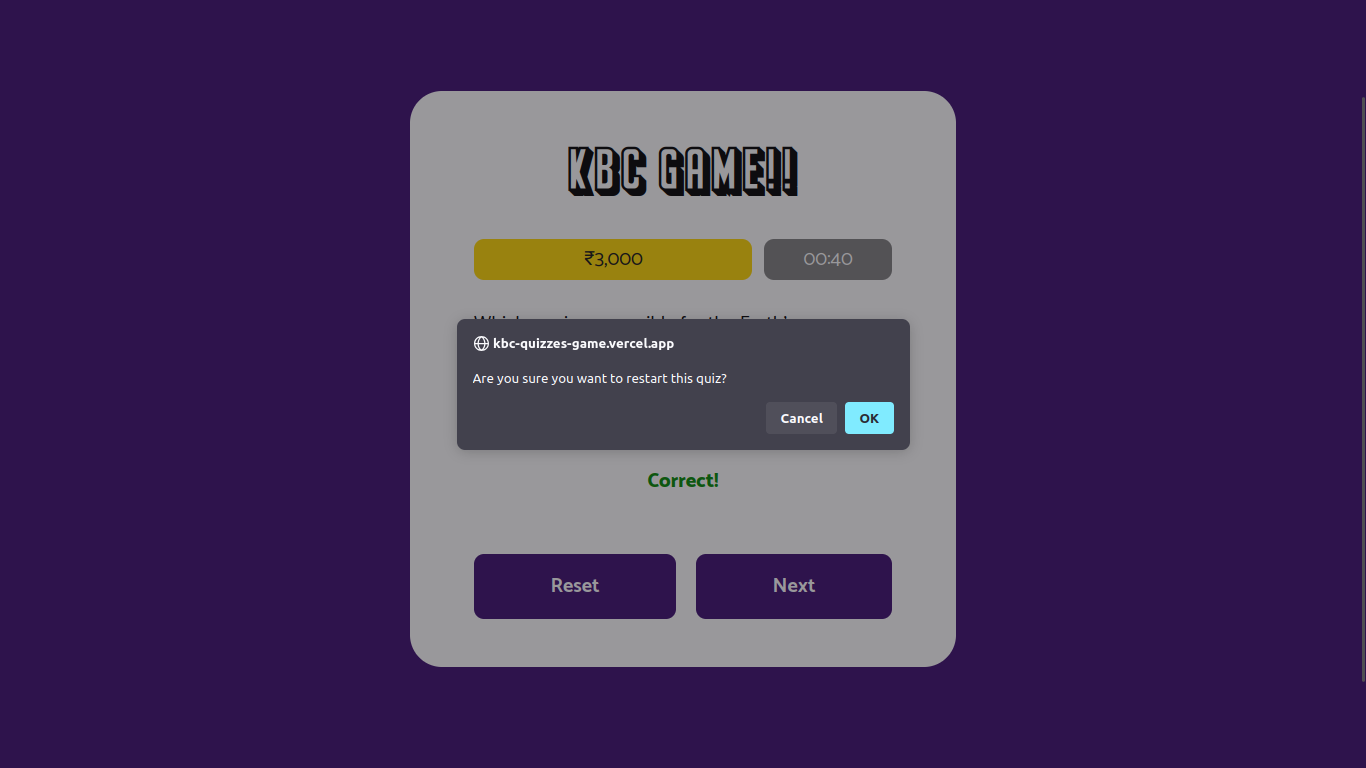 KBC GAME!!
₹3,000
00:40
kbc-quizzes-game.vercel.app
Are you sure you want to restart this quiz?
Cancel
OK
Correct!
Reset
Next